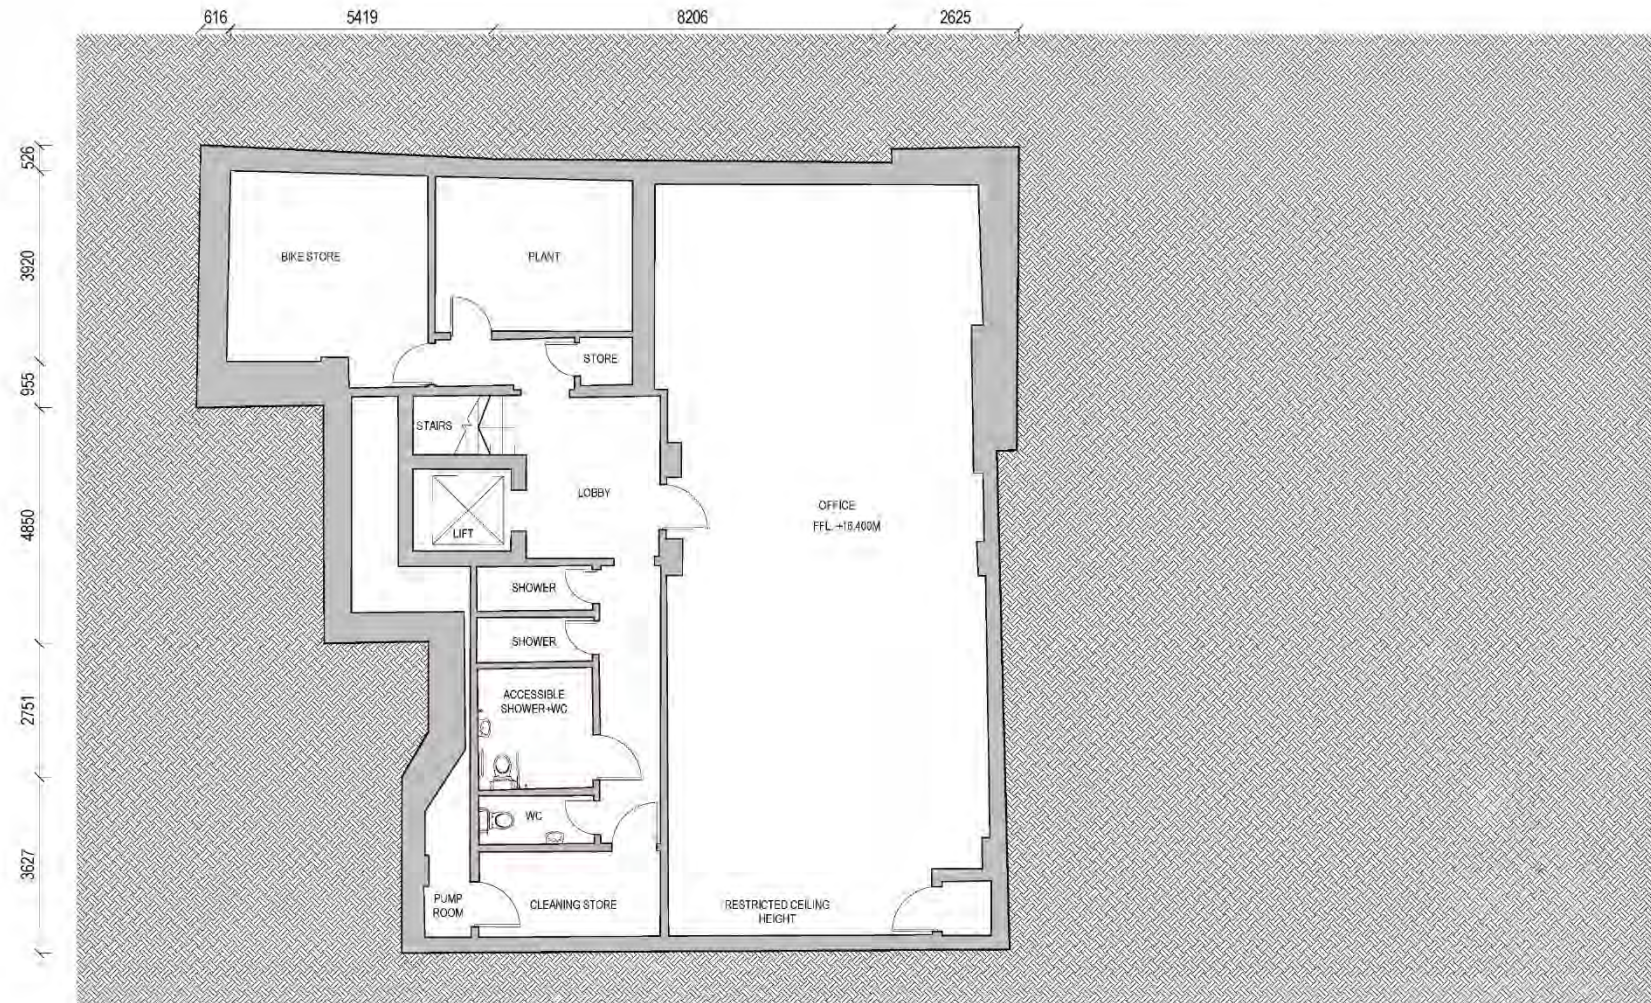 616 5419 8206 2625
526
3920
955
4850
2751
3627
BIKE STORE
PLANT
STORE
STAIRS
LIFT
LOBBY
OFFICE
FFL +16.400M
SHOWER
SHOWER
ACCESSIBLE
SHOWER+WC
WC
PUMP
ROOM
CLEANING STORE
RESTRICTED CEILING
HEIGHT